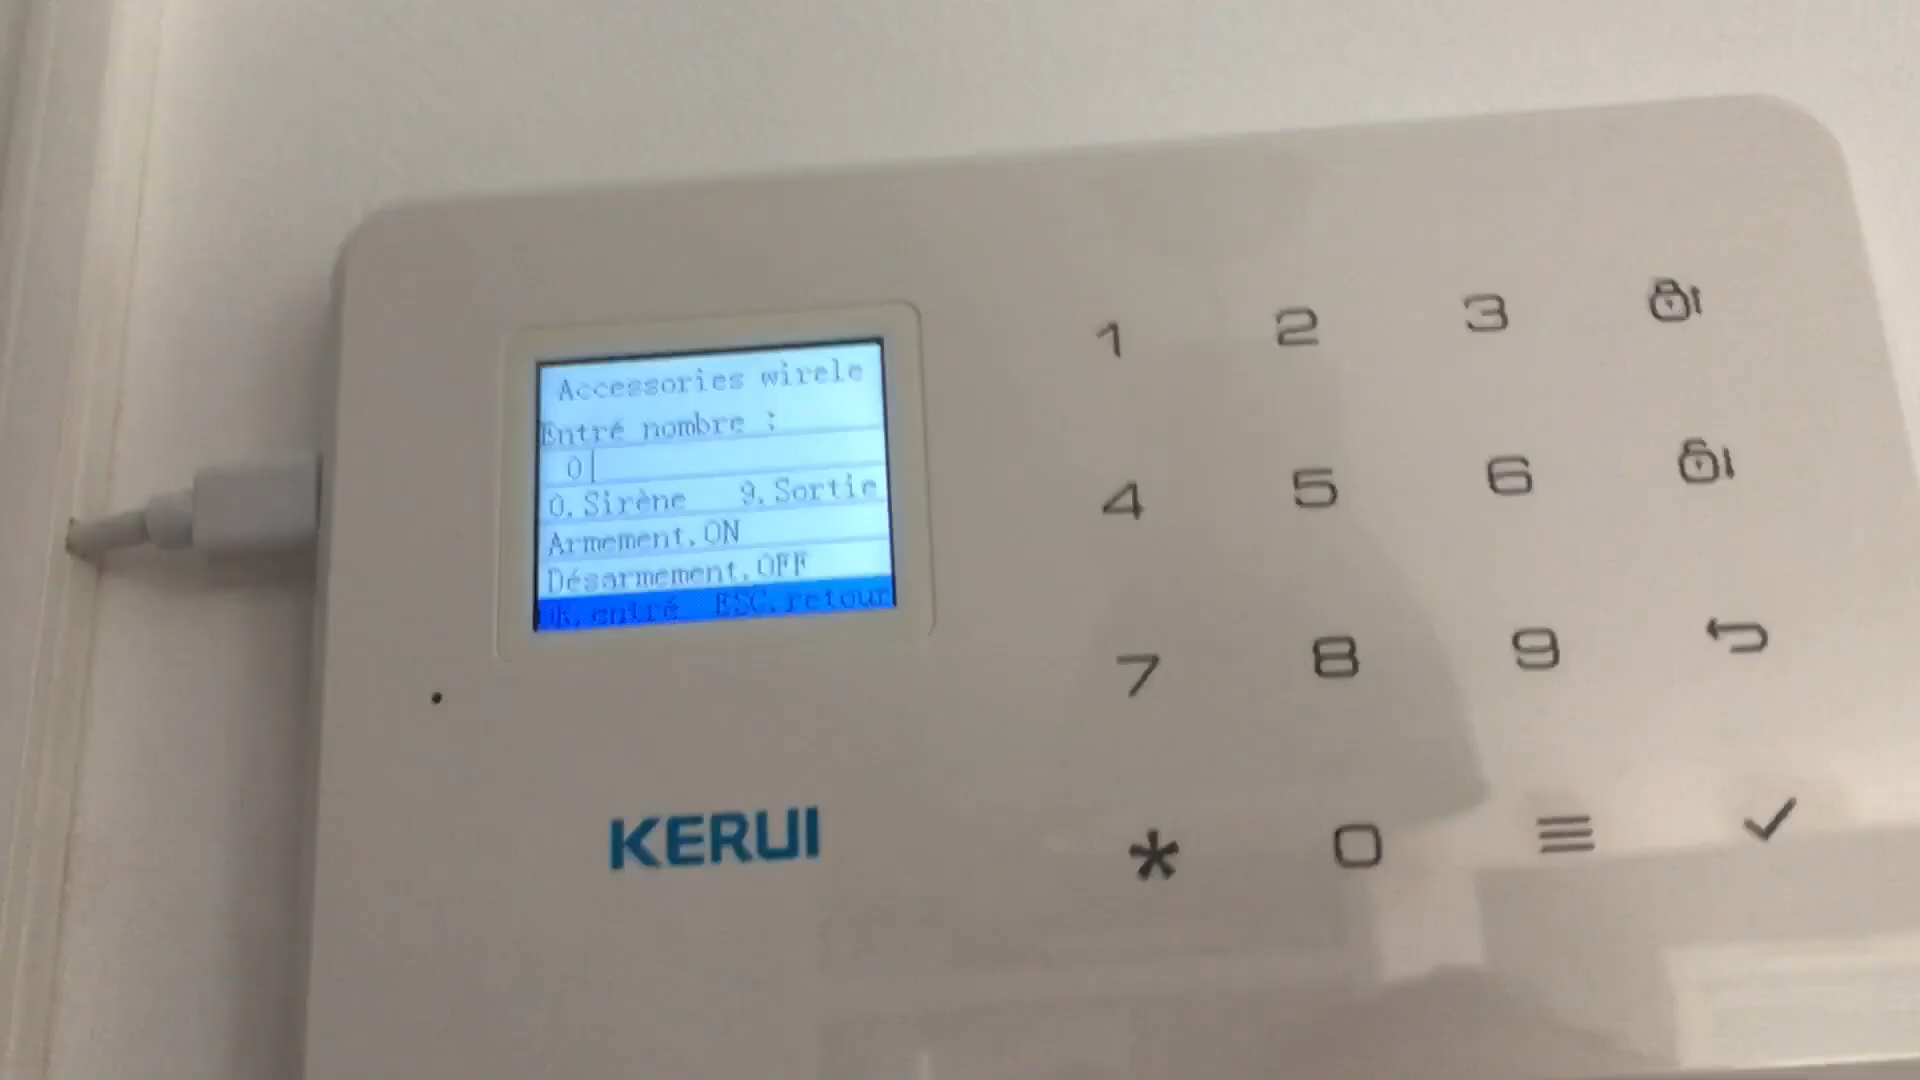 Accessories wirele
Entré nombre :
0
0.Sirène 9.Sortie
Armement.ON
Désarmement.OFF
OK.entré ESC.retour
KERUI
1 2 3
4 5 6
7 8 9
* 0